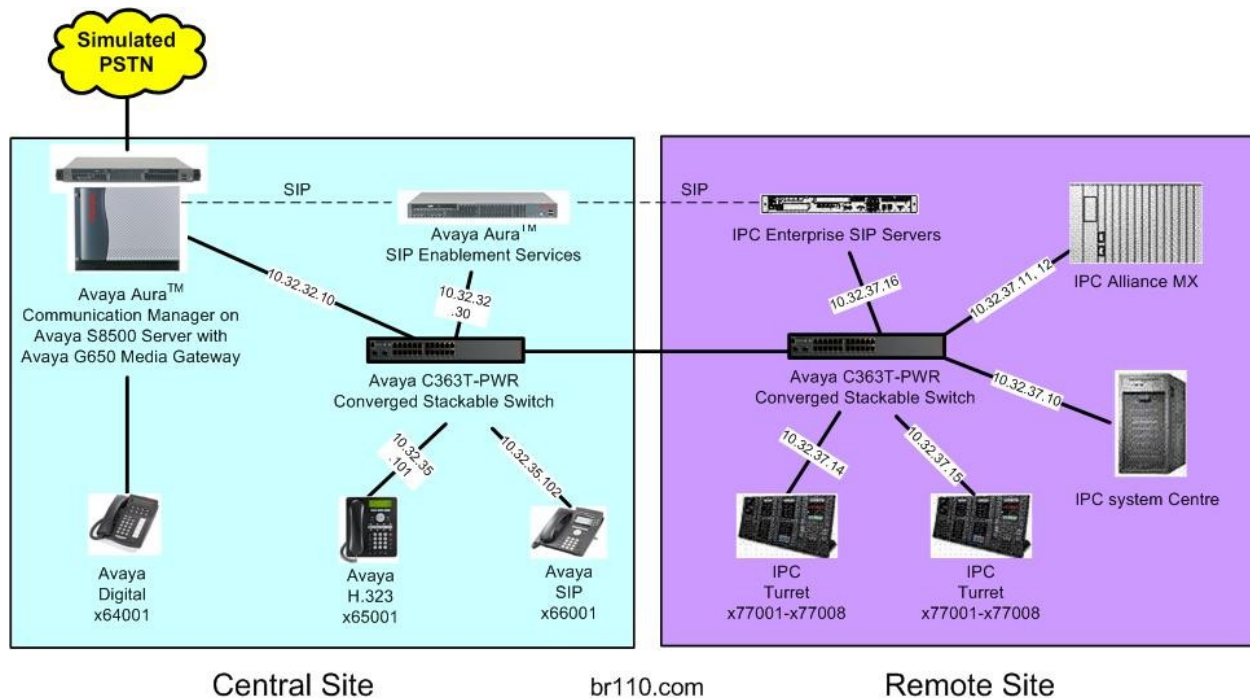 Simulated
PSTN
SIP
SIP
Avaya Aura™
SIP Enablement Services
IPC Enterprise SIP Servers
IPC Alliance MX
Avaya Aura™
Communication Manager on
Avaya S8500 Server with
Avaya G650 Media Gateway
10.32.32.10
10.32.32
.30
10.32.37.16
10.32.37.11, 12
Avaya C363T-PWR
Converged Stackable Switch
Avaya C363T-PWR
Converged Stackable Switch
10.32.37.10
10.32.35
.101
10.32.35.102
10.32.37.14
10.32.37.15
IPC system Centre
Avaya
Digital
x64001
Avaya
H.323
x65001
Avaya
SIP
x66001
IPC
Turret
x77001-x77008
IPC
Turret
x77001-x77008
Central Site
br110.com
Remote Site